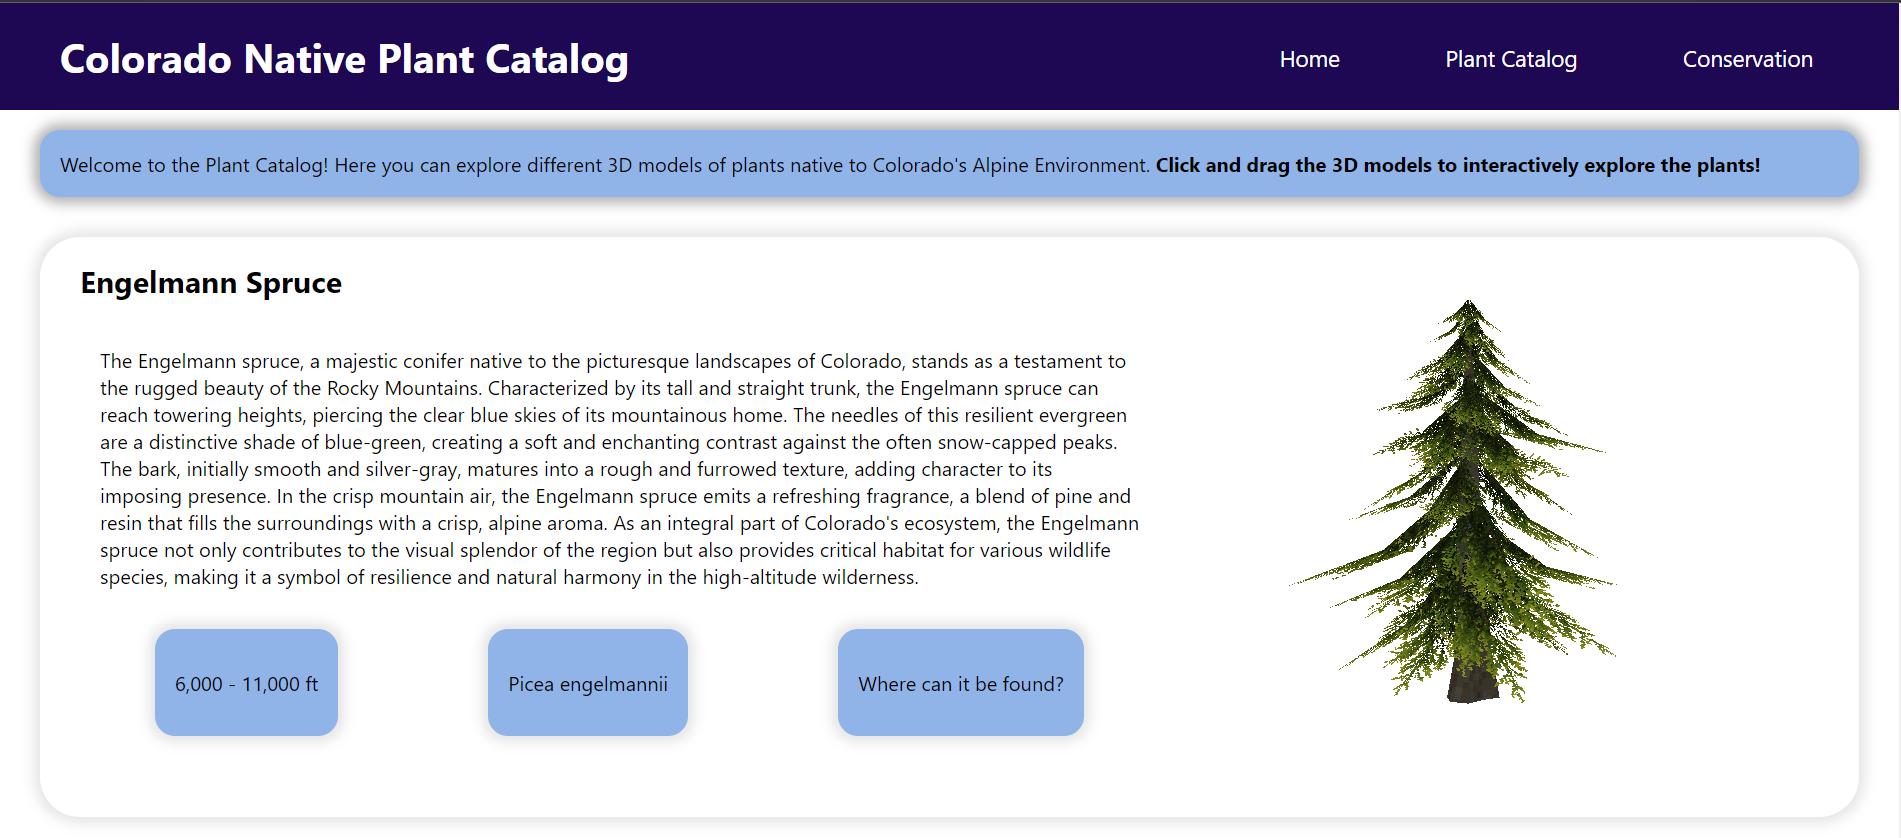 Colorado Native Plant Catalog
Home
Plant Catalog
Conservation
Welcome to the Plant Catalog! Here you can explore different 3D models of plants native to Colorado's Alpine Environment. Click and drag the 3D models to interactively explore the plants!
Engelmann Spruce
The Engelmann spruce, a majestic conifer native to the picturesque landscapes of Colorado, stands as a testament to
the rugged beauty of the Rocky Mountains. Characterized by its tall and straight trunk, the Engelmann spruce can
reach towering heights, piercing the clear blue skies of its mountainous home. The needles of this resilient evergreen
are a distinctive shade of blue-green, creating a soft and enchanting contrast against the often snow-capped peaks.
The bark, initially smooth and silver-gray, matures into a rough and furrowed texture, adding character to its
imposing presence. In the crisp mountain air, the Engelmann spruce emits a refreshing fragrance, a blend of pine and
resin that fills the surroundings with a crisp, alpine aroma. As an integral part of Colorado's ecosystem, the Engelmann
spruce not only contributes to the visual splendor of the region but also provides critical habitat for various wildlife
species, making it a symbol of resilience and natural harmony in the high-altitude wilderness.
6,000 - 11,000 ft
Picea engelmannii
Where can it be found?